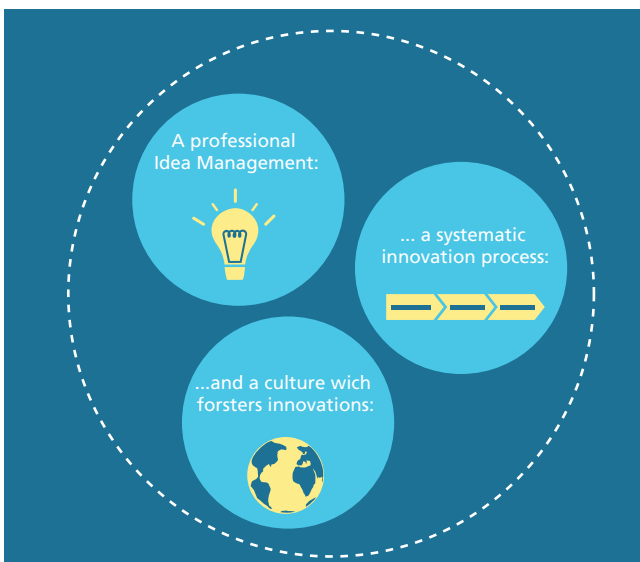 A professional
Idea Management:
... a systematic
innovation process:
...and a culture wich
forsters innovations: